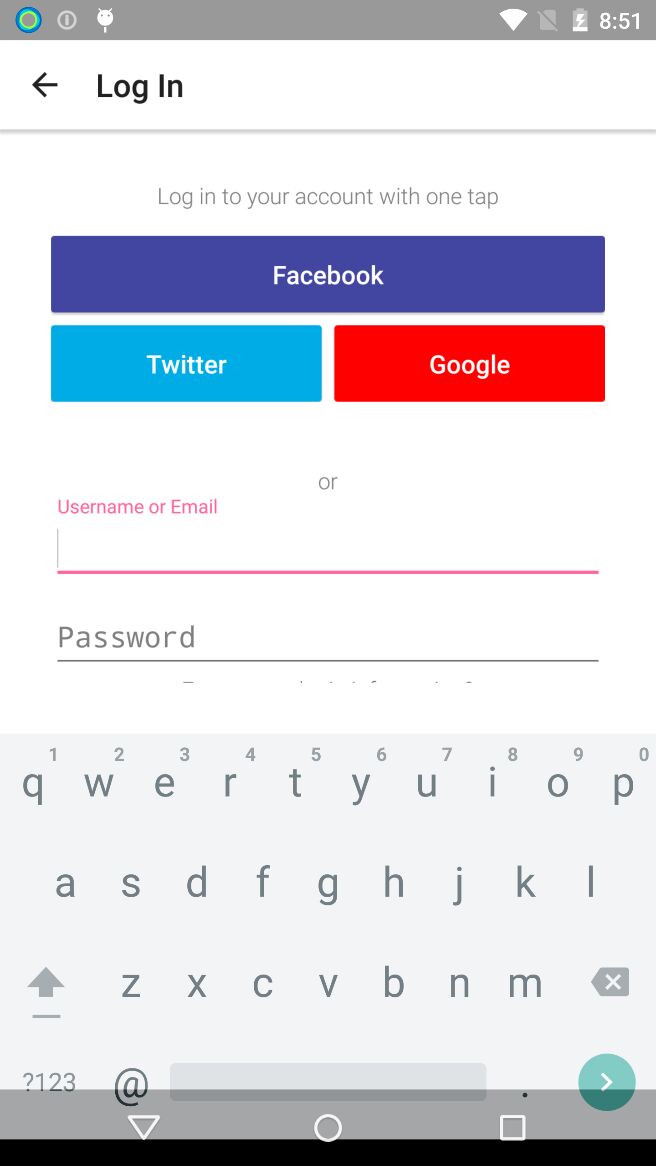 8:51
Log In
Log in to your account with one tap
Facebook
Twitter Google
or
Username or Email
Password
1 2 3 4 5 6 7 8 9 0
q w e r t y u i o p
a s d f g h j k l
z x c v b n m
?123 @ .